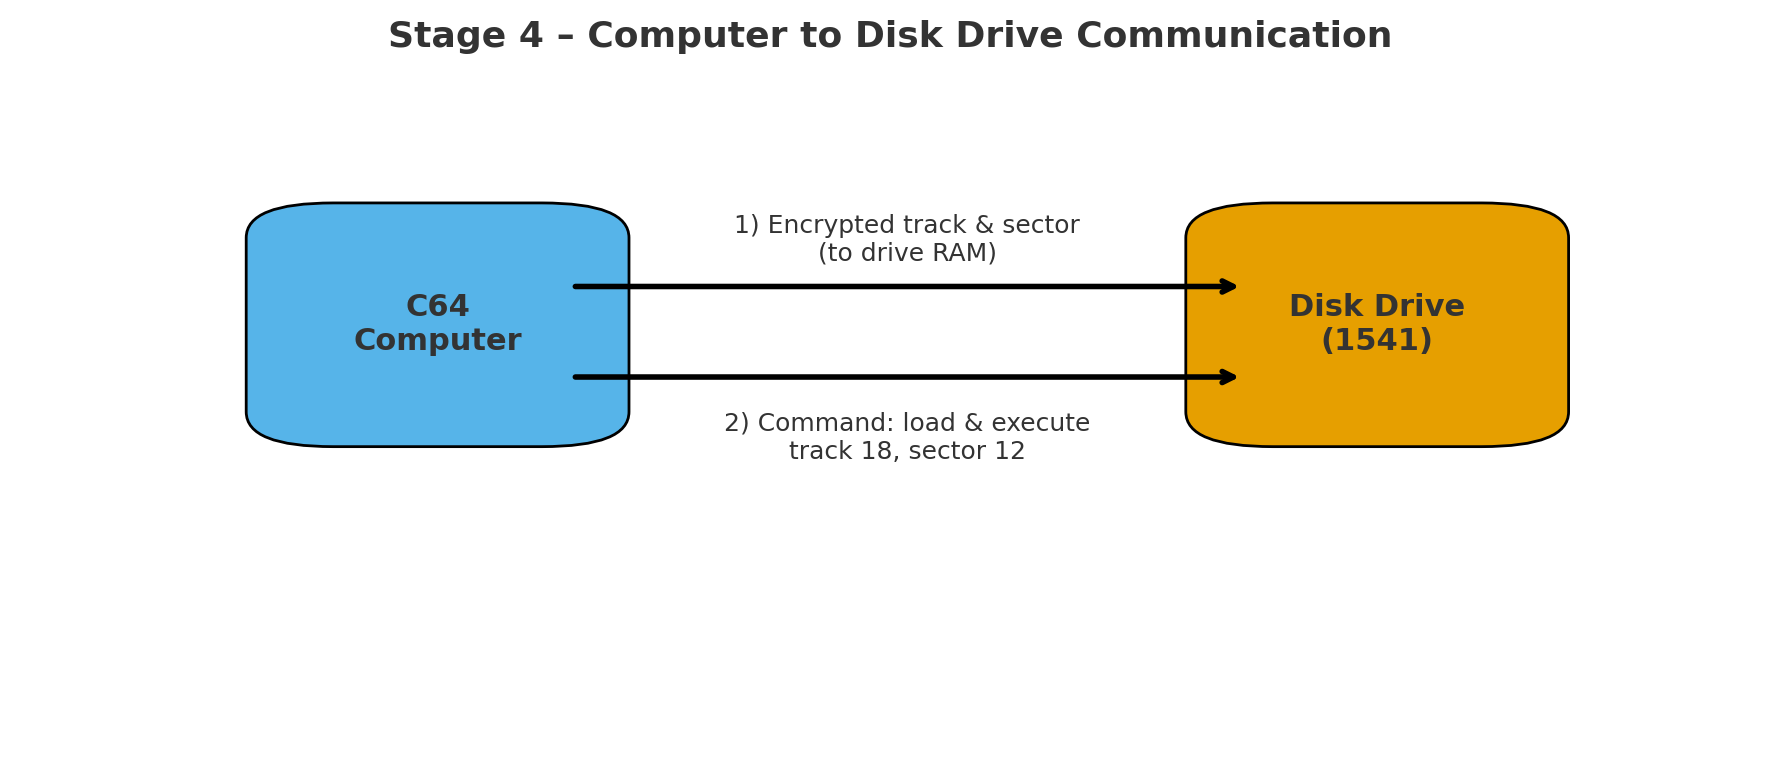 Stage 4 – Computer to Disk Drive Communication
1) Encrypted track & sector
(to drive RAM)
C64
Computer
Disk Drive
(1541)
2) Command: load & execute
track 18, sector 12